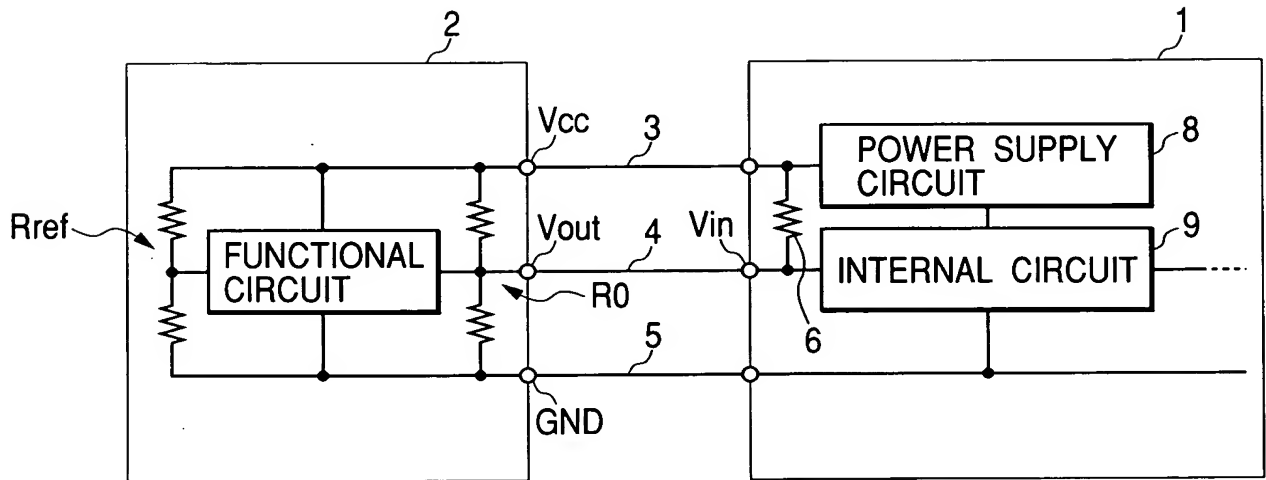 2
1
Vcc
3
POWER SUPPLY
CIRCUIT
8
Rref
FUNCTIONAL
CIRCUIT
Vout
4
Vin
INTERNAL CIRCUIT
9
R0
6
5
GND